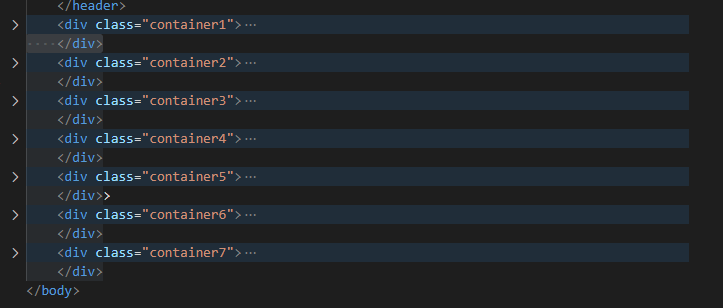 </header>
<div class="container1">…
</div>
<div class="container2">…
</div>
<div class="container3">…
</div>
<div class="container4">…
</div>
<div class="container5">…
</div>>
<div class="container6">…
</div>
<div class="container7">…
</div>
</body>